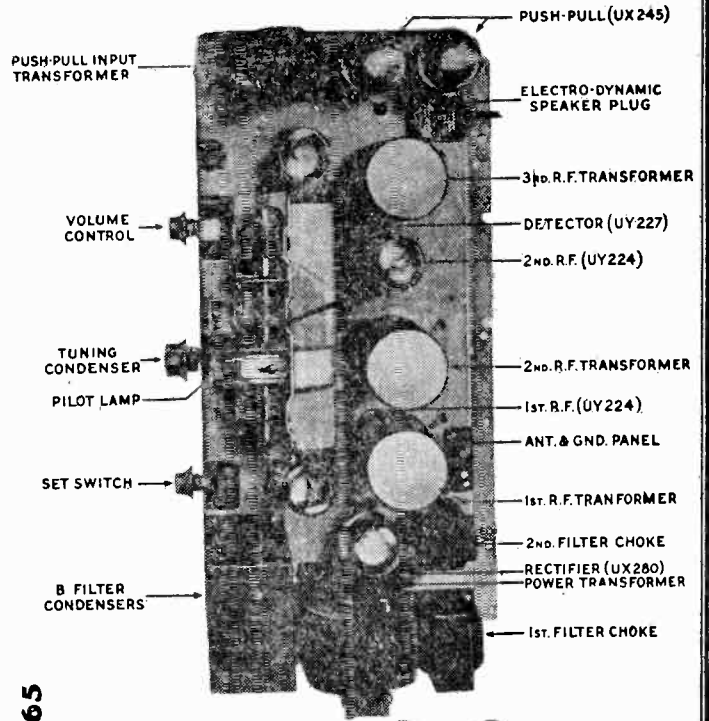 PUSH-PULL (UX245)
PUSH-PULL INPUT
TRANSFORMER
ELECTRO-DYNAMIC
SPEAKER PLUG
3ND. R.F. TRANSFORMER
VOLUME
CONTROL
DETECTOR (UY227)
2ND. R.F. (UY224)
TUNING
CONDENSER
2ND. R.F. TRANSFORMER
PILOT LAMP
1ST. R.F. (UY224)
ANT. & GND. PANEL
SET SWITCH
1ST. R.F. TRANFORMER
2ND. FILTER CHOKE
RECTIFIER (UX280)
POWER TRANSFORMER
B FILTER
CONDENSERS
1ST. FILTER CHOKE
65